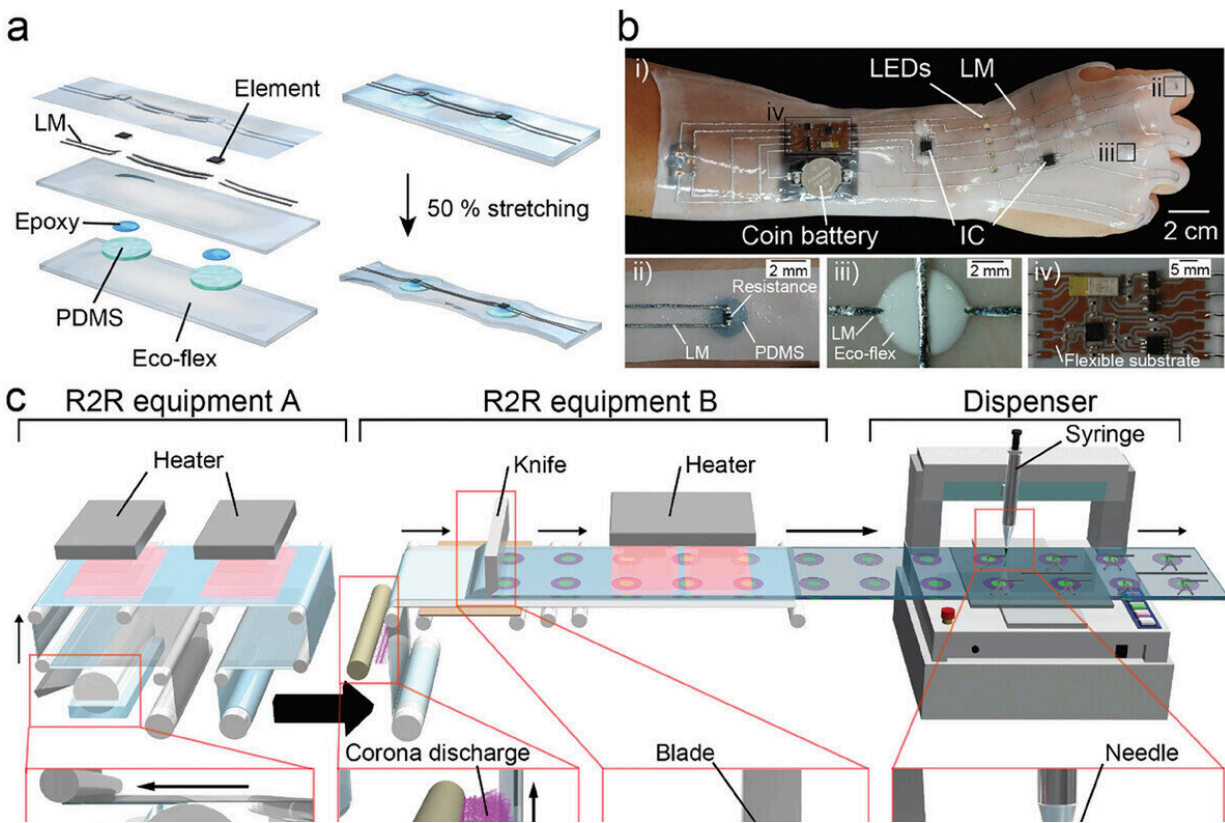 a
Element
LM
Epoxy
PDMS
Eco-flex
50 % stretching
b
i)
LEDs
LM
ii
iv
iii
Coin battery
IC
2 cm
ii)
2 mm
Resistance
LM
PDMS
iii)
2 mm
LM
Eco-flex
iv)
5 mm
Flexible substrate
c
R2R equipment A
R2R equipment B
Dispenser
Heater
Knife
Heater
Syringe
Corona discharge
Blade
Needle